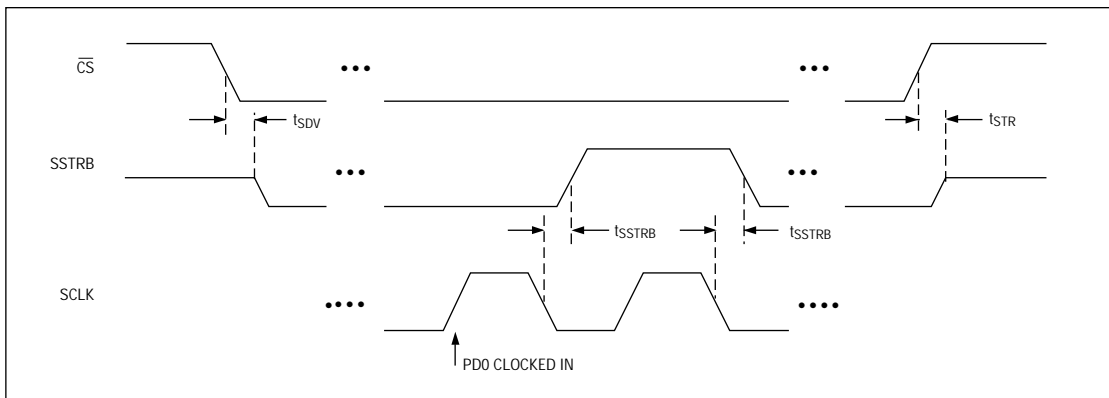 CS
tSDV
tSTR
SSTRB
tSSTRB
tSSTRB
SCLK
PD0 CLOCKED IN